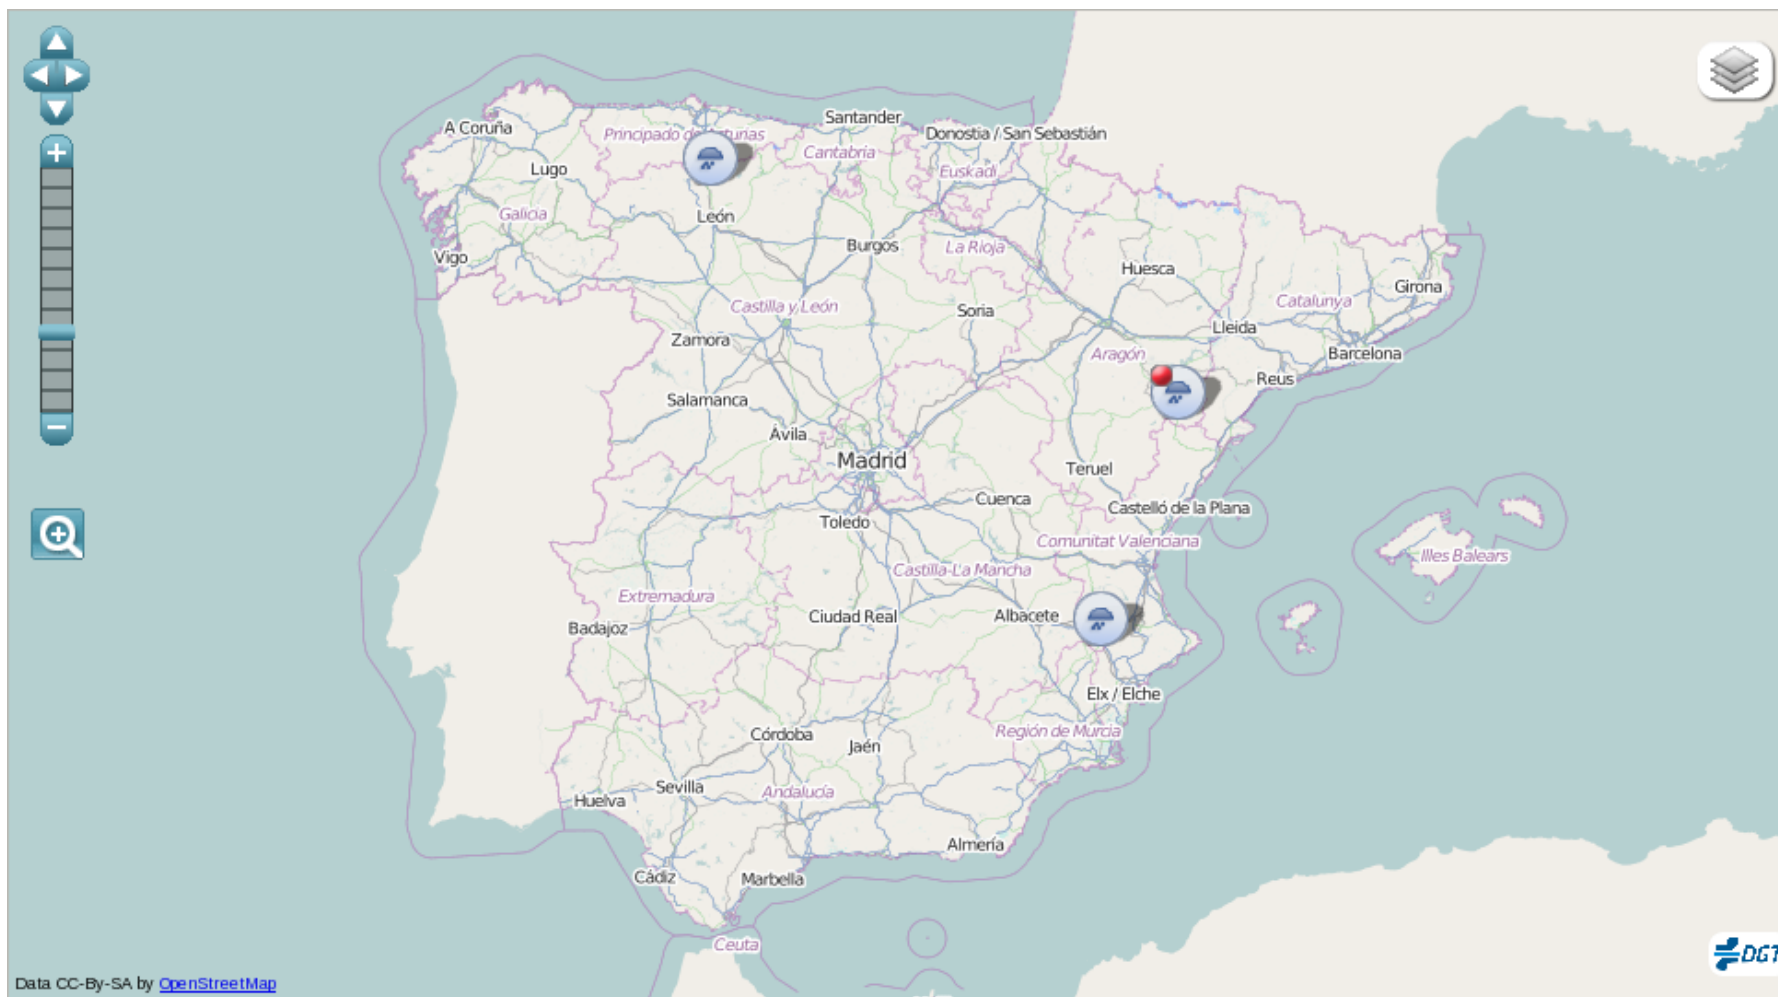 Santander
A Coruña
Principado de Asturias
Donostia / San Sebastián
Cantabria
Lugo
Euskadi
León
Galicia
Burgos
La Rioja
Vigo
Huesca
Girona
Castilla y León
Catalunya
Soria
Lleida
Zamora
Aragón
Barcelona
Reus
Salamanca
Ávila
Madrid
Teruel
Cuenca
Castelló de la Plana
Toledo
Comunitat Valenciana
Illes Balears
Castilla-La Mancha
Extremadura
Ciudad Real
Albacete
Badajoz
Elx / Elche
Región de Murcia
Córdoba
Jaén
Sevilla
Andalucía
Huelva
Almería
Cádiz
Marbella
Ceuta
DGT
Data CC-By-SA by OpenStreetMap